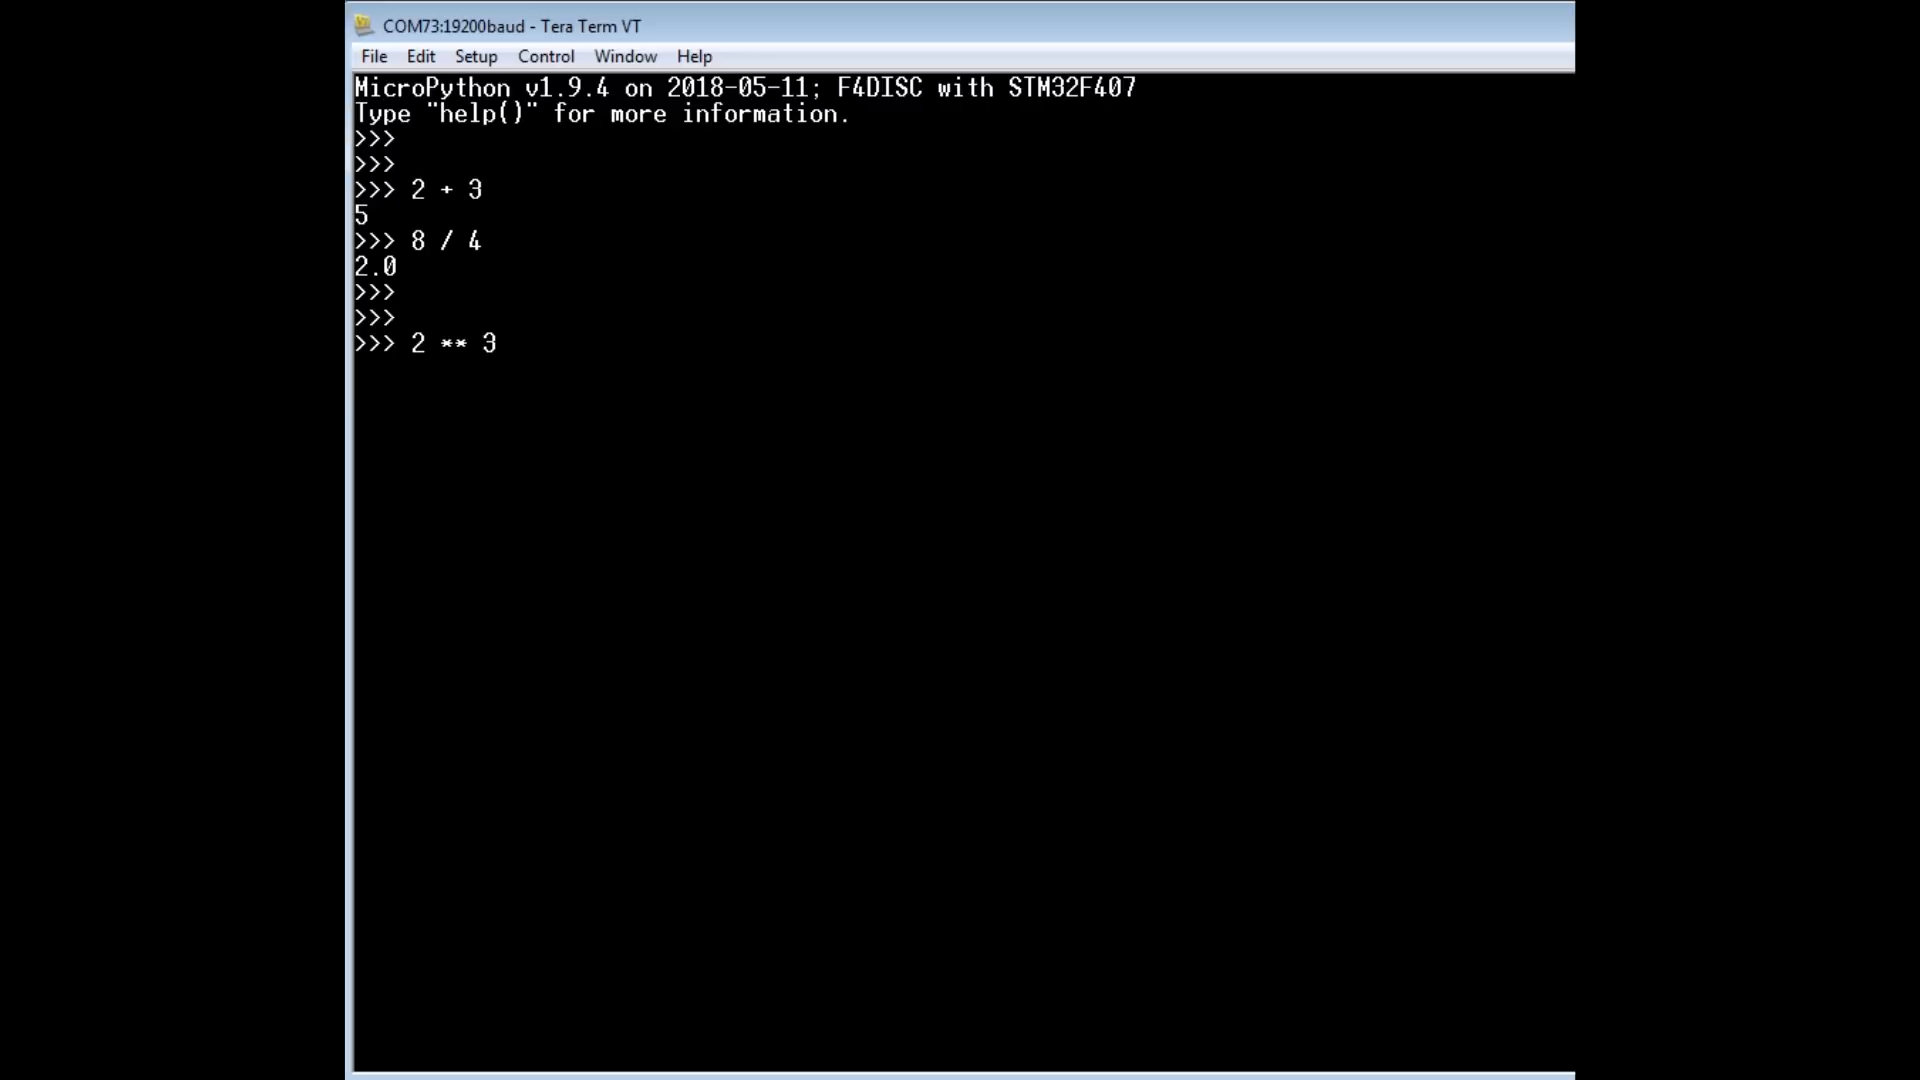 COM73:19200baud - Tera Term VT
File Edit Setup Control Window Help
MicroPython v1.9.4 on 2018-05-11; F4DISC with STM32F407
Type "help()" for more information.
>>>
>>>
>>> 2 + 3
5
>>> 8 / 4
2.0
>>>
>>>
>>> 2 ** 3